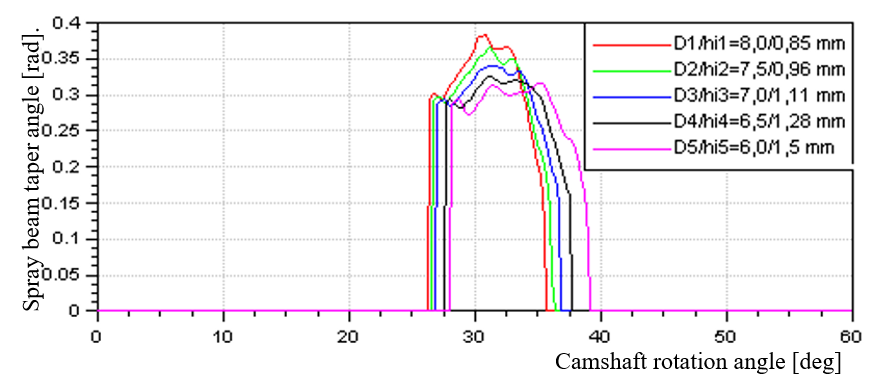 Spray beam taper angle [rad].
0.4
0.35
0.3
0.25
0.2
0.15
0.1
0.05
0
0
10
20
30
40
50
60
Camshaft rotation angle [deg]
D1/hi1=8,0/0,85 mm
D2/hi2=7,5/0,96 mm
D3/hi3=7,0/1,11 mm
D4/hi4=6,5/1,28 mm
D5/hi5=6,0/1,5 mm